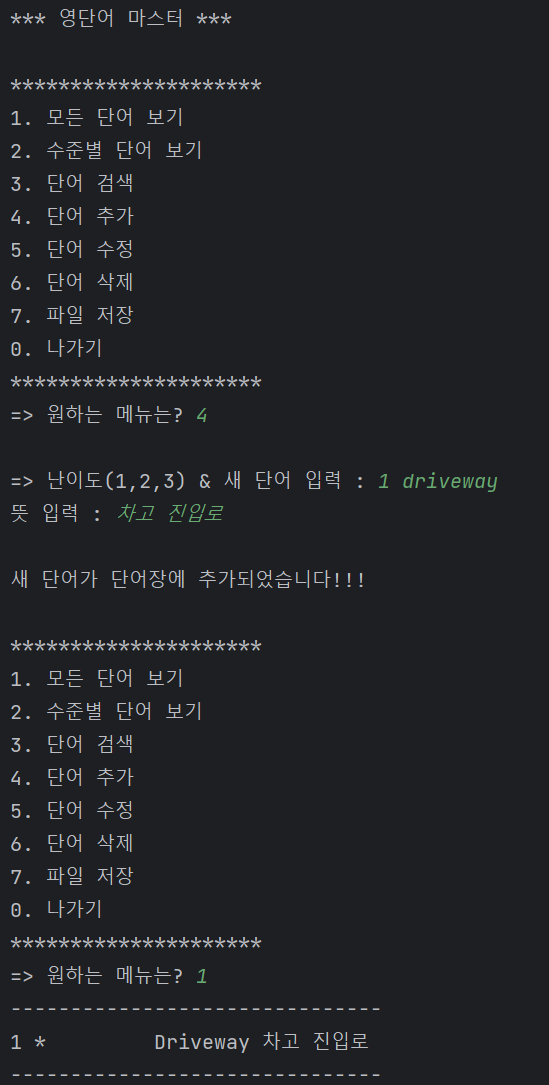 *** 영단어 마스터 ***
*********************
1. 모든 단어 보기
2. 수준별 단어 보기
3. 단어 검색
4. 단어 추가
5. 단어 수정
6. 단어 삭제
7. 파일 저장
0. 나가기
*********************
=> 원하는 메뉴는? 4
=> 난이도(1,2,3) & 새 단어 입력 : 1 driveway
뜻 입력 : 차고 진입로
새 단어가 단어장에 추가되었습니다!!!
*********************
1. 모든 단어 보기
2. 수준별 단어 보기
3. 단어 검색
4. 단어 추가
5. 단어 수정
6. 단어 삭제
7. 파일 저장
0. 나가기
*********************
=> 원하는 메뉴는? 1
-------------------------------
1 *         Driveway 차고 진입로
-------------------------------